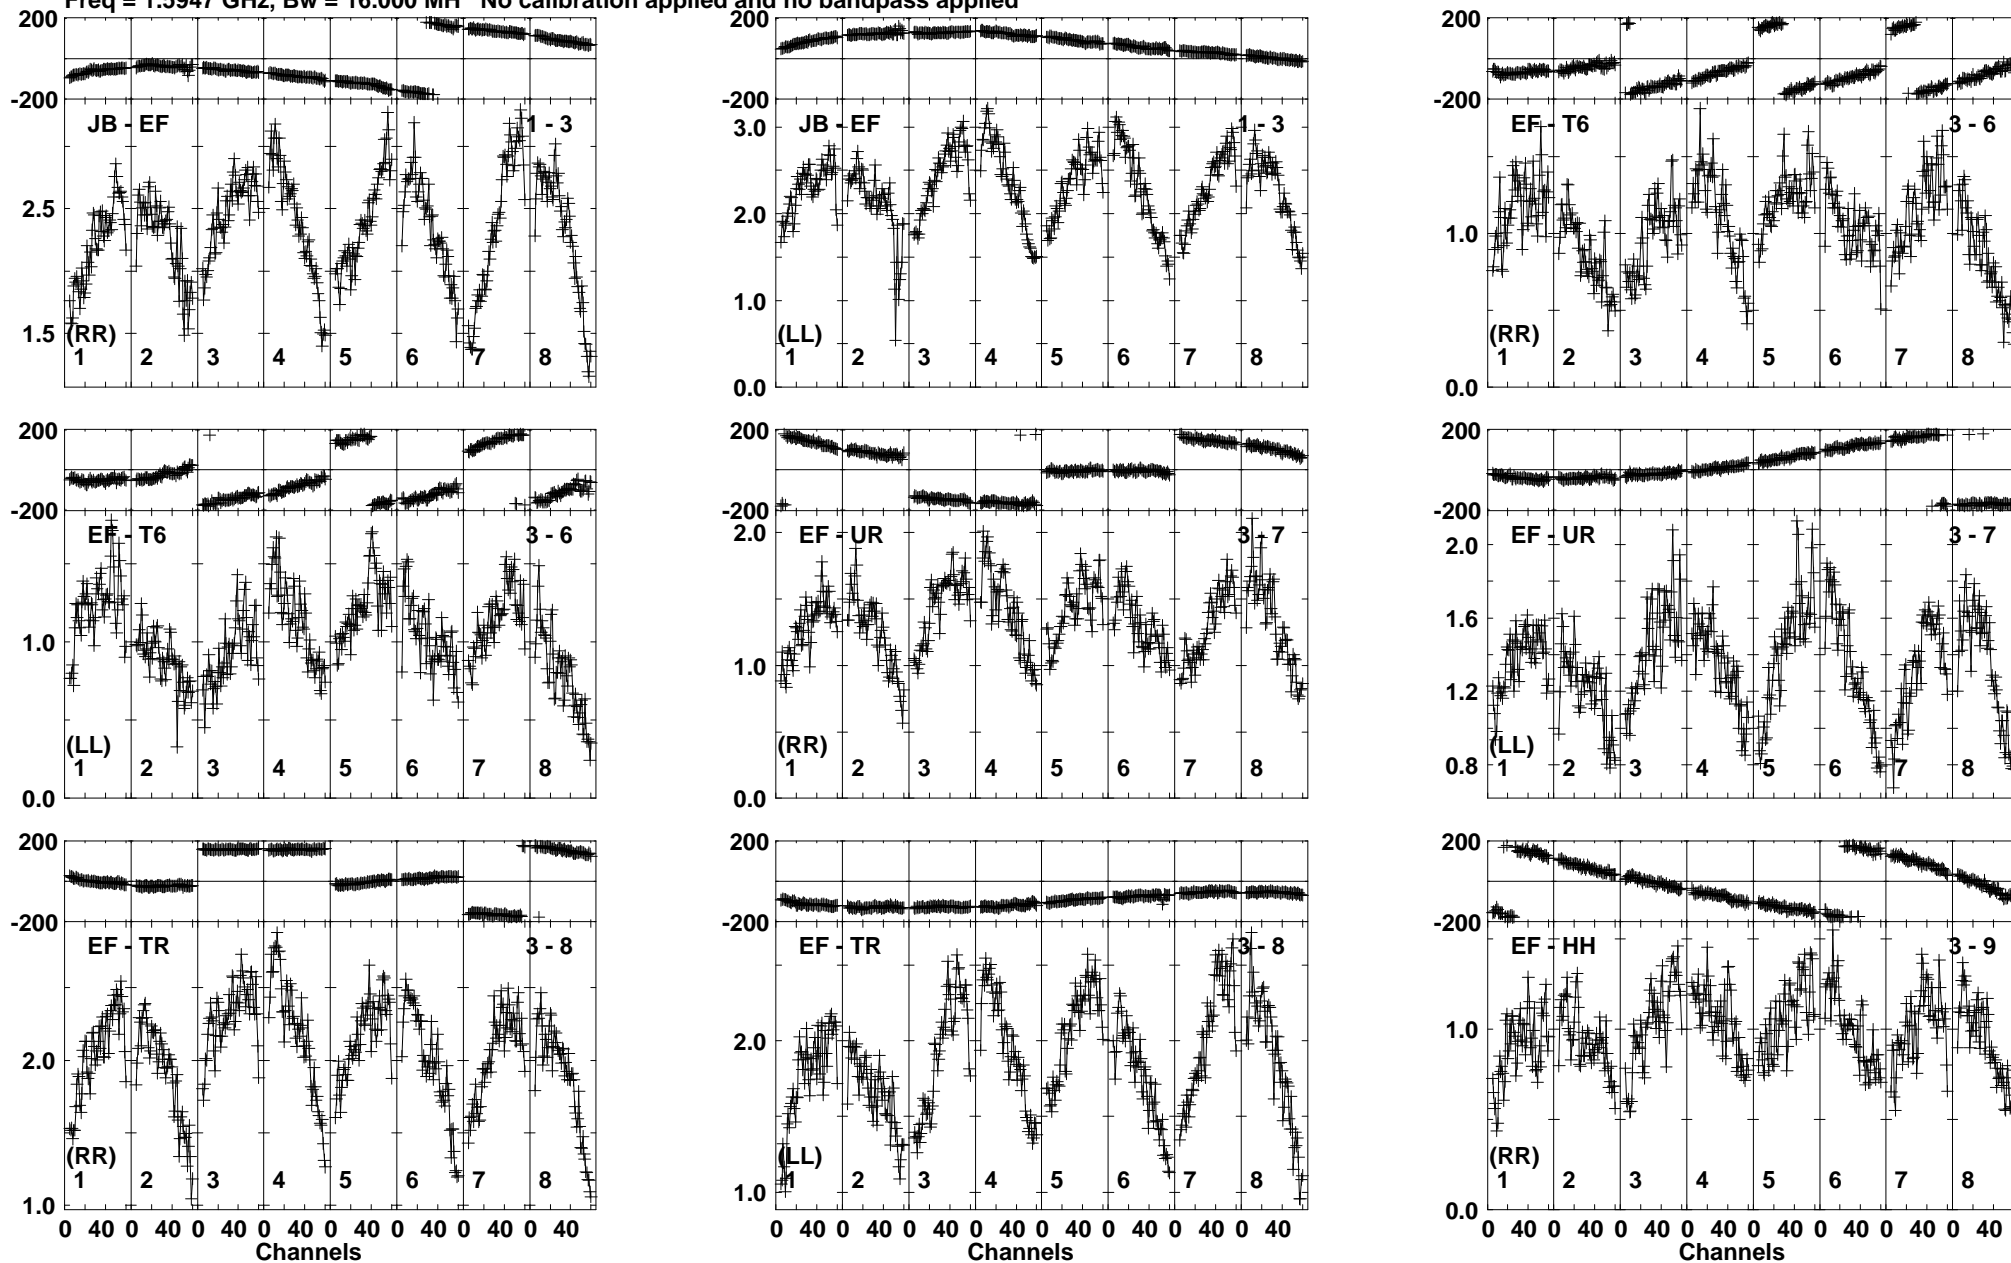 Freq = 1.5947 GHz, Bw = 16.000 MH No calibration applied and no bandpass applied
200 200 200
-200 -200 -200
JB - EF 1 - 3 JB - EF 1 - 3 EF - T6 3 - 6
3.0
2.5
2.0
1.5
1.0
1.0
0.0
0.0
(RR) (LL) (RR)
1 2 3 4 5 6 7 8 1 2 3 4 5 6 7 8 1 2 3 4 5 6 7 8
200 200 200
-200 -200 -200
EF - T6 3 - 6 EF - UR 3 - 7 EF - UR 3 - 7
1.0
0.0
2.0
1.0
0.0
2.0
1.6
1.2
0.8
(LL) (RR) (LL)
1 2 3 4 5 6 7 8 1 2 3 4 5 6 7 8 1 2 3 4 5 6 7 8
200 200 200
-200 -200 -200
EF - TR 3 - 8 EF - TR 3 - 8 EF - HH 3 - 9
2.0
1.0
2.0
1.0
1.0
0.0
(RR) (LL) (RR)
1 2 3 4 5 6 7 8 1 2 3 4 5 6 7 8 1 2 3 4 5 6 7 8
0 40 0 40 0 40 0 40 0 40 0 40 0 40 0 40 0 40 0 40 0 40 0 40 0 40 0 40 0 40 0 40 0 40 0 40 0 40 0 40 0 40 0 40 0 40 0 40
Channels Channels Channels